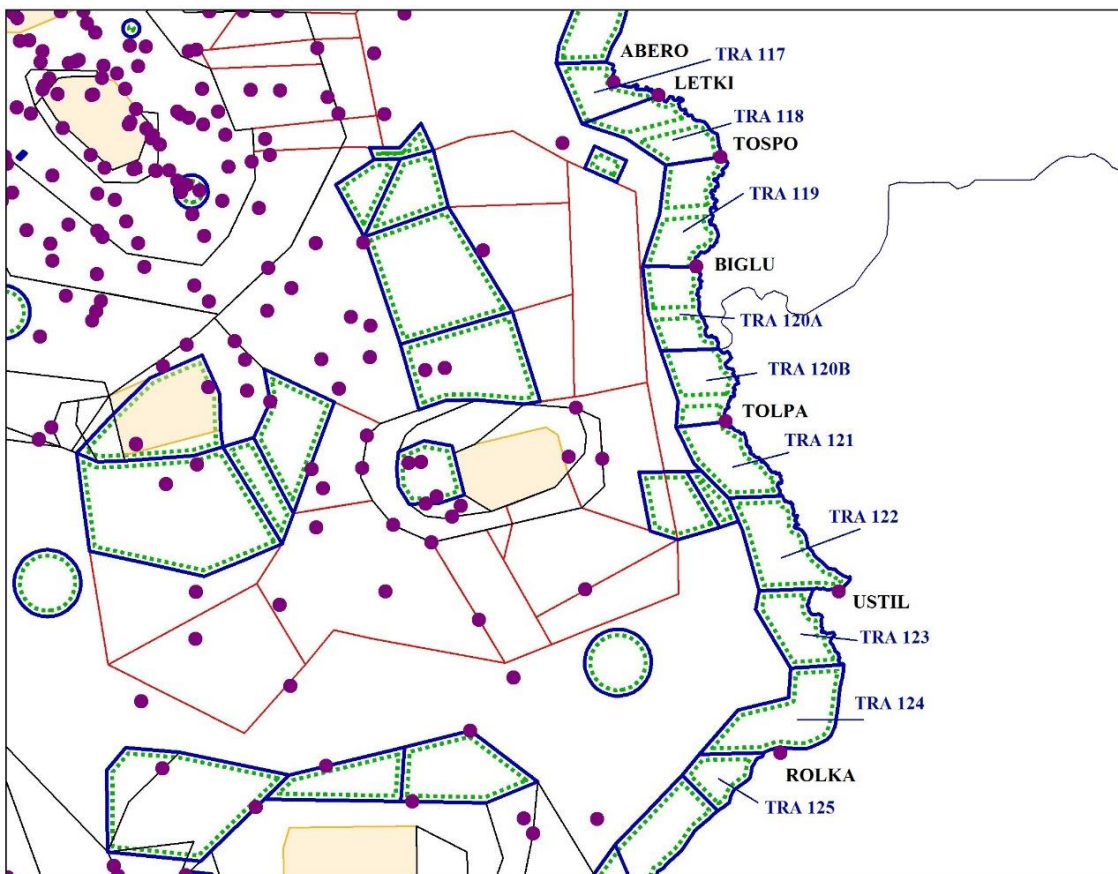 ABERO
TRA 117
LETKI
TRA 118
TOSPO
TRA 119
BIGLU
TRA 120A
TRA 120B
TOLPA
TRA 121
TRA 122
USTIL
TRA 123
TRA 124
ROLKA
TRA 125